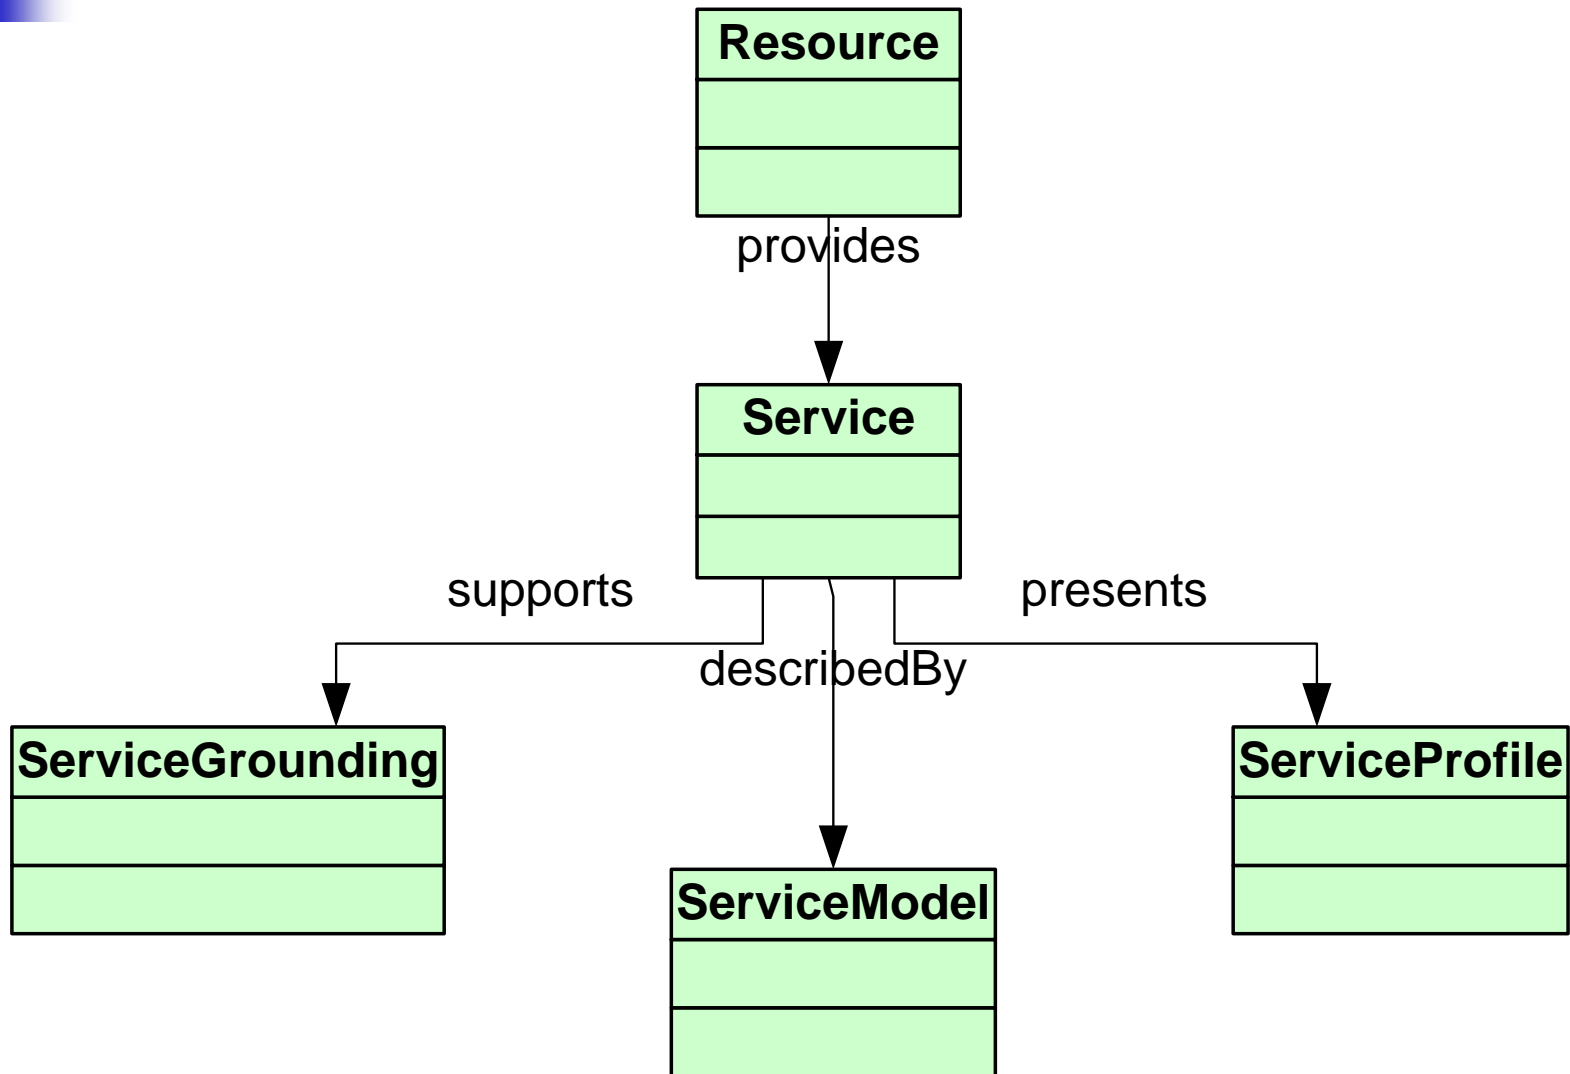 Resource
provides
Service
supports
presents
describedBy
ServiceGrounding
ServiceProfile
ServiceModel